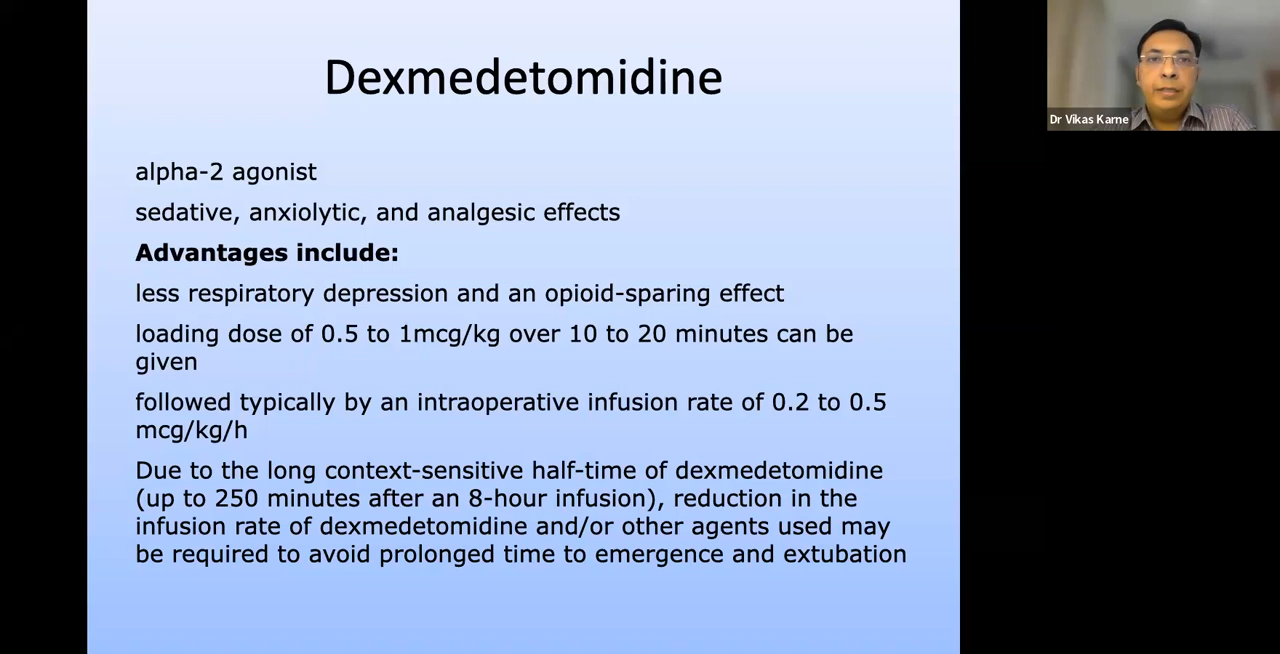 Dexmedetomidine
Dr Vikas Karne
alpha-2 agonist
sedative, anxiolytic, and analgesic effects
Advantages include:
less respiratory depression and an opioid-sparing effect
loading dose of 0.5 to 1mcg/kg over 10 to 20 minutes can be
given
followed typically by an intraoperative infusion rate of 0.2 to 0.5
mcg/kg/h
Due to the long context-sensitive half-time of dexmedetomidine
(up to 250 minutes after an 8-hour infusion), reduction in the
infusion rate of dexmedetomidine and/or other agents used may
be required to avoid prolonged time to emergence and extubation